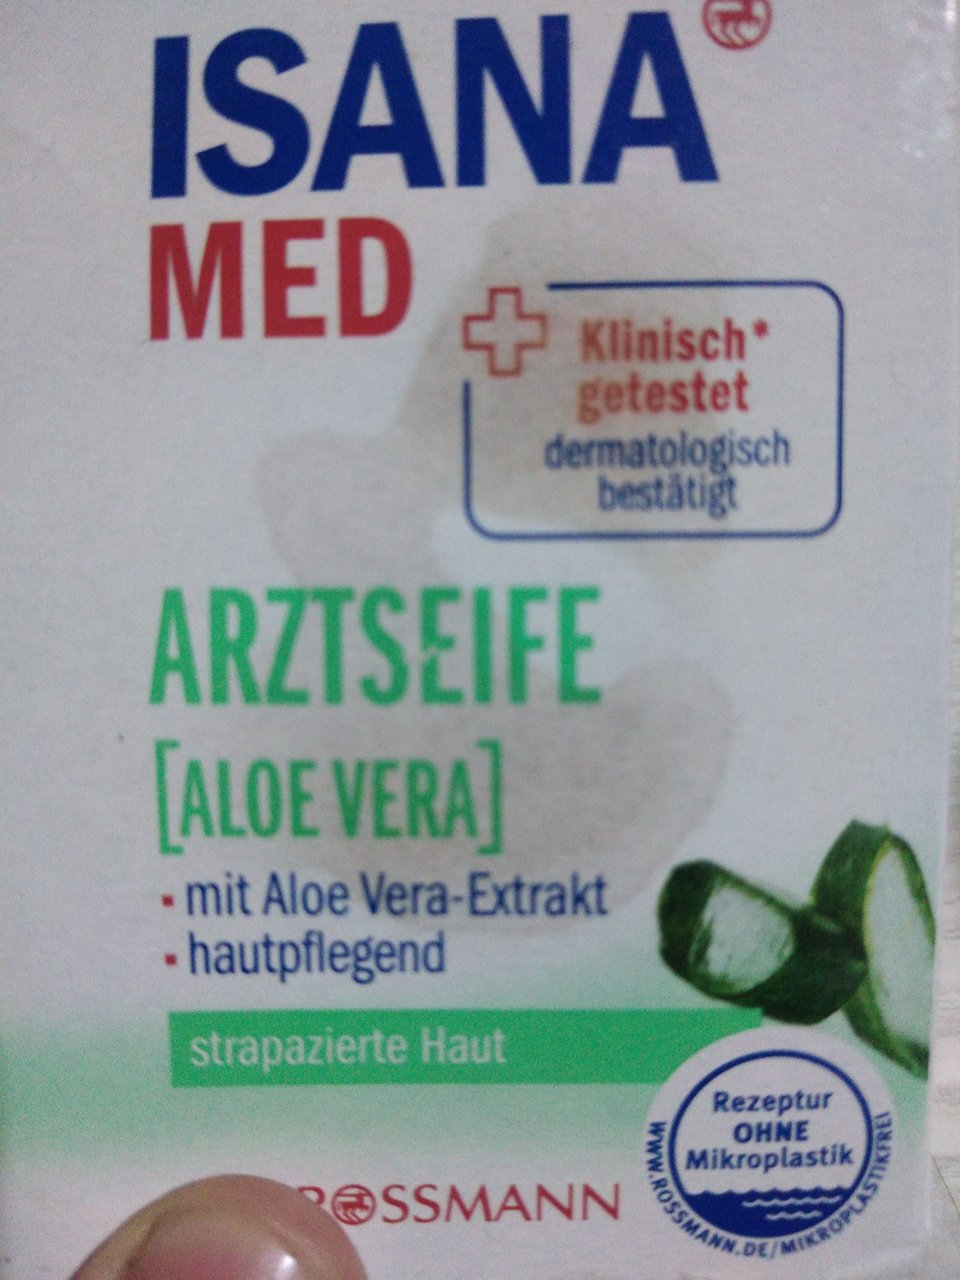 ISANA
MED
Klinisch*
getestet
dermatologisch
bestätigt
ARZTSEIFE
[ALOE VERA]
▪ mit Aloe Vera-Extrakt
▪ hautpflegend
strapazierte Haut
Rezeptur
OHNE
Mikroplastik
WWW.ROSSMANN.DE/MIKROPLASTIKFREI
ROSSMANN